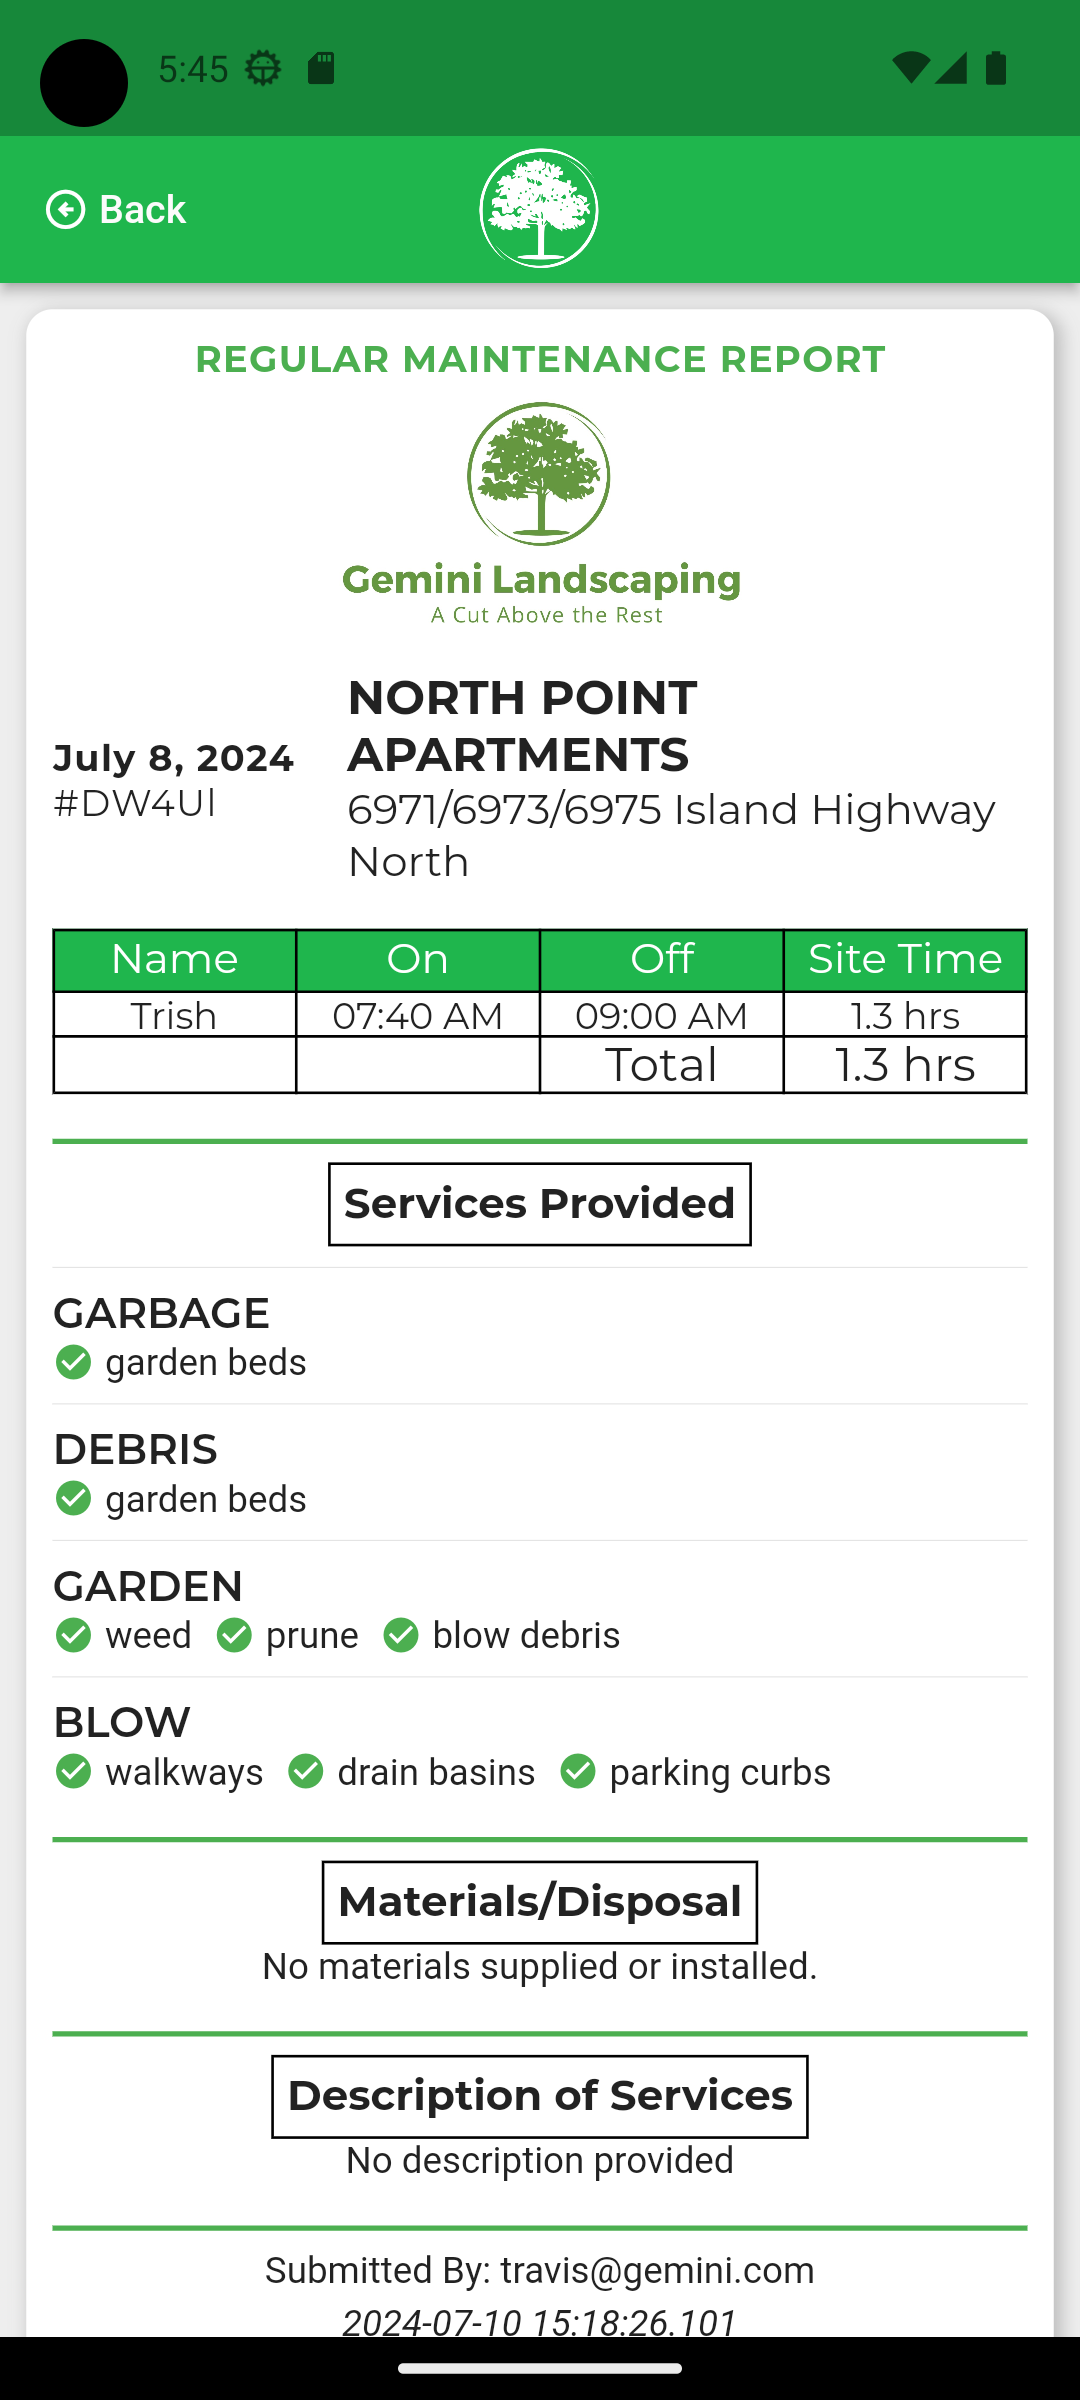 5:45
Back
REGULAR MAINTENANCE REPORT
Gemini Landscaping
A Cut Above the Rest
July 8, 2024
#DW4Ul
NORTH POINT
APARTMENTS
6971/6973/6975 Island Highway
North
Name On Off Site Time
Trish 07:40 AM 09:00 AM 1.3 hrs
Total 1.3 hrs
Services Provided
GARBAGE
garden beds
DEBRIS
garden beds
GARDEN
weed prune blow debris
BLOW
walkways drain basins parking curbs
Materials/Disposal
No materials supplied or installed.
Description of Services
No description provided
Submitted By: travis@gemini.com
2024-07-10 15:18:26.101